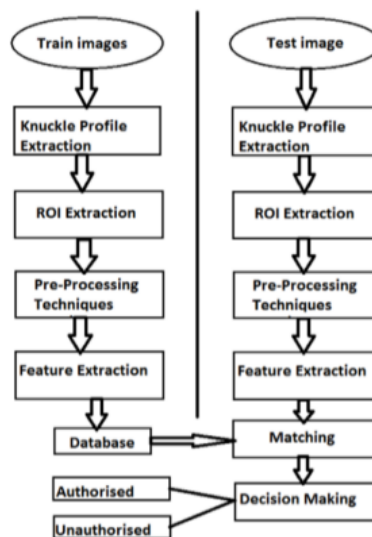 Train images
Knuckle Profile
Extraction
ROI Extraction
Pre-Processing
Techniques
Feature Extraction
Database
Authorised
Unauthorised
Test image
Knuckle Profile
Extraction
ROI Extraction
Pre-Processing
Techniques
Feature Extraction
Matching
Decision Making